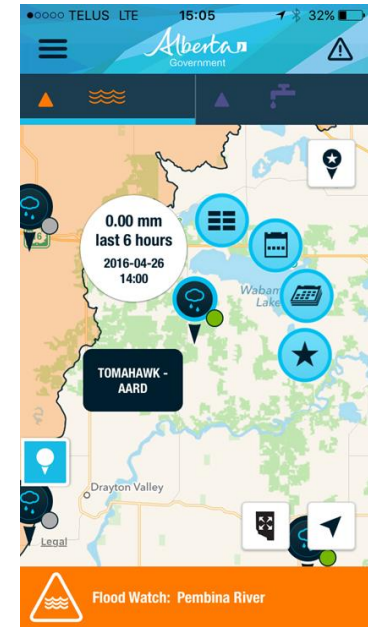 TELUS LTE 15:05 32%
Alberta
Government
0.00 mm
last 6 hours
2016-04-26
14:00
Wabam
Lake
TOMAHAWK -
AARD
Drayton Valley
Legal
Flood Watch: Pembina River